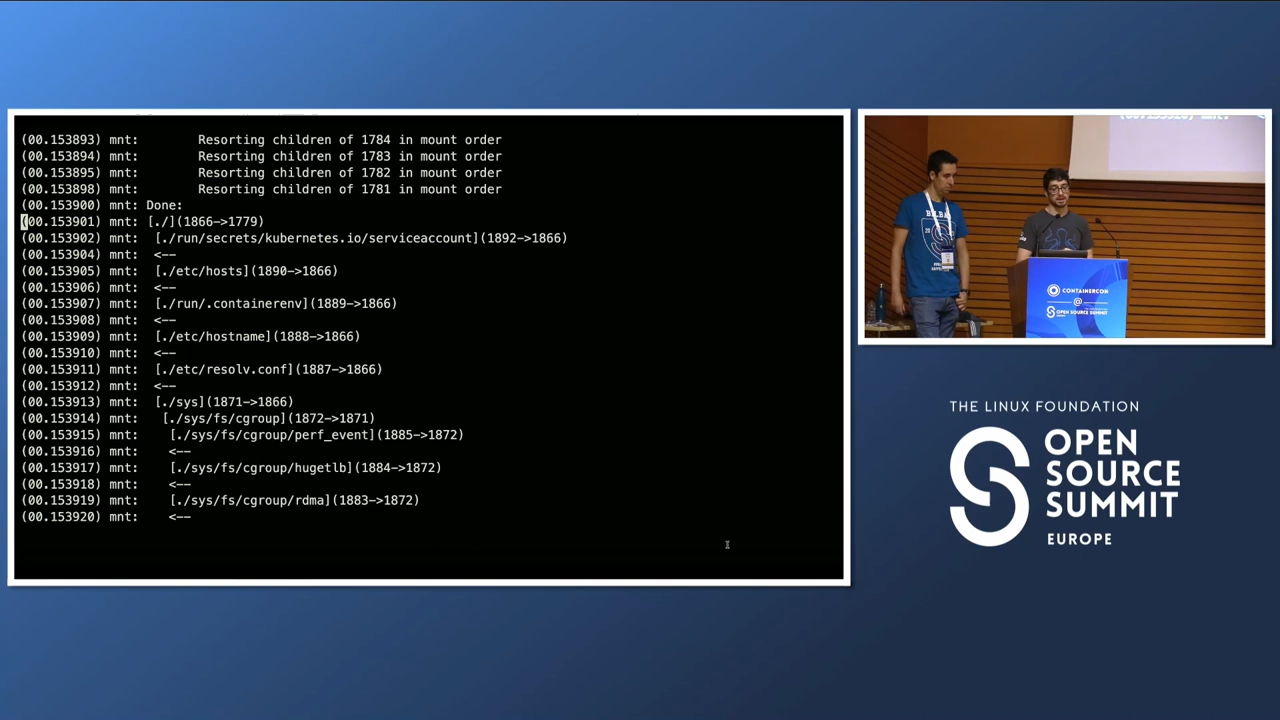 (00.153893) mnt:        Resorting children of 1784 in mount order
(00.153894) mnt:        Resorting children of 1783 in mount order
(00.153895) mnt:        Resorting children of 1782 in mount order
(00.153898) mnt:        Resorting children of 1781 in mount order
(00.153900) mnt: Done:
(00.153901) mnt: [./](1866->1779)
(00.153902) mnt:  [./run/secrets/kubernetes.io/serviceaccount](1892->1866)
(00.153904) mnt:  <--
(00.153905) mnt:  [./etc/hosts](1890->1866)
(00.153906) mnt:  <--
(00.153907) mnt:  [./run/.containerenv](1889->1866)
(00.153908) mnt:  <--
(00.153909) mnt:  [./etc/hostname](1888->1866)
(00.153910) mnt:  <--
(00.153911) mnt:  [./etc/resolv.conf](1887->1866)
(00.153912) mnt:  <--
(00.153913) mnt:  [./sys](1871->1866)
(00.153914) mnt:   [./sys/fs/cgroup](1872->1871)
(00.153915) mnt:    [./sys/fs/cgroup/perf_event](1885->1872)
(00.153916) mnt:    <--
(00.153917) mnt:    [./sys/fs/cgroup/hugetlb](1884->1872)
(00.153918) mnt:    <--
(00.153919) mnt:    [./sys/fs/cgroup/rdma](1883->1872)
(00.153920) mnt:    <--
CONTAINERCON
@
OPEN SOURCE SUMMIT
THE LINUX FOUNDATION
OPEN
SOURCE
SUMMIT
EUROPE